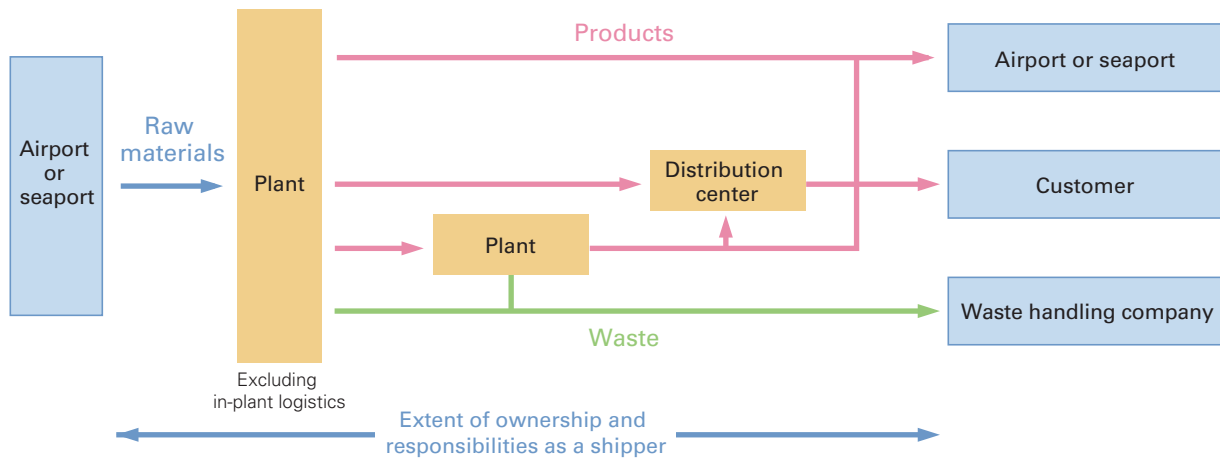 Products
Airport or seaport
Airport
or
seaport
Raw
materials
Plant
Distribution
center
Customer
Plant
Waste handling company
Waste
Excluding
in-plant logistics
Extent of ownership and
responsibilities as a shipper